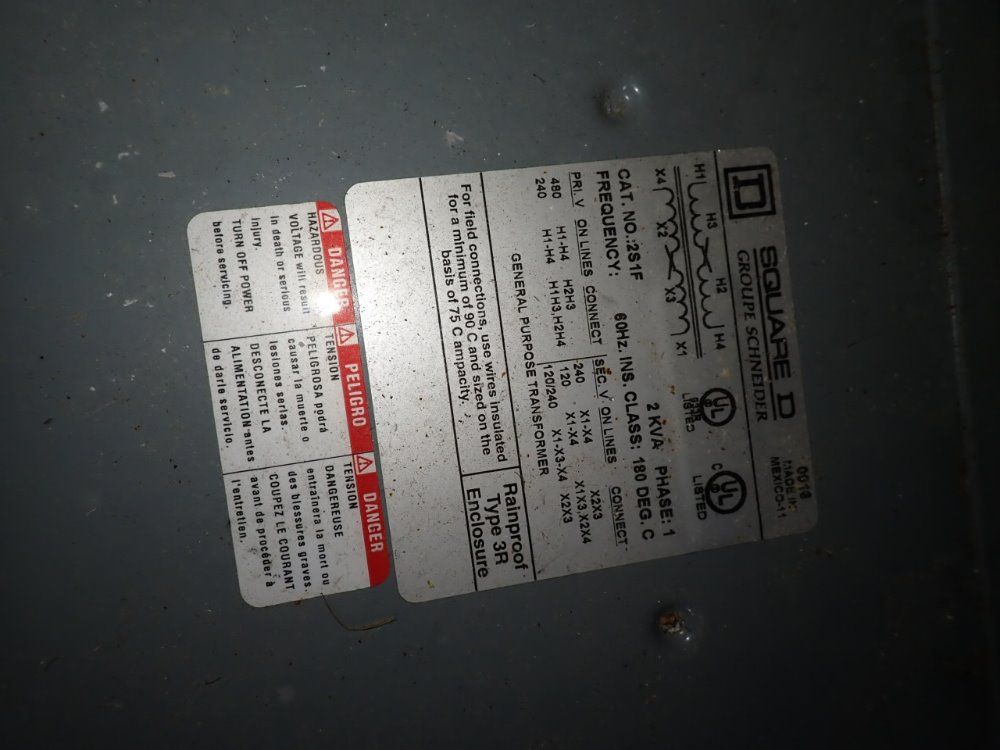 SQUARE D
GROUPE SCHNEIDER
0018
MADE IN
MEXICO-11
H1 H3 H2 H4
X4 X2 X3 X1
UL
LISTED
C UL
LISTED
CAT. NO.:2S1F 2 KVA PHASE: 1
FREQUENCY: 60Hz. INS. CLASS: 180 DEG. C
PRI. V ON LINES CONNECT SEC. V ON LINES CONNECT
480 H1-H4 H2H3 240 X1-X4 X2X3
240 H1-H4 H1H3,H2H4 120 X1-X4 X1X3,X2X4
120/240 X1-X3-X4 X2X3
GENERAL PURPOSE TRANSFORMER
For field connections, use wires insulated
for a minimum of 90 C and sized on the
basis of 75 C ampacity.
Rainproof
Type 3R
Enclosure
DANGER
HAZARDOUS
VOLTAGE will result
in death or serious
injury.
TURN OFF POWER
before servicing.
PELIGRO
TENSION
PELIGROSA podrá
causar la muerte o
lesiones serias.
DESCONECTE LA
ALIMENTACION antes
de darle servicio.
DANGER
TENSION
DANGEREUSE
entraînera la mort ou
des blessures graves.
COUPEZ LE COURANT
avant de procéder à
l'entretien.